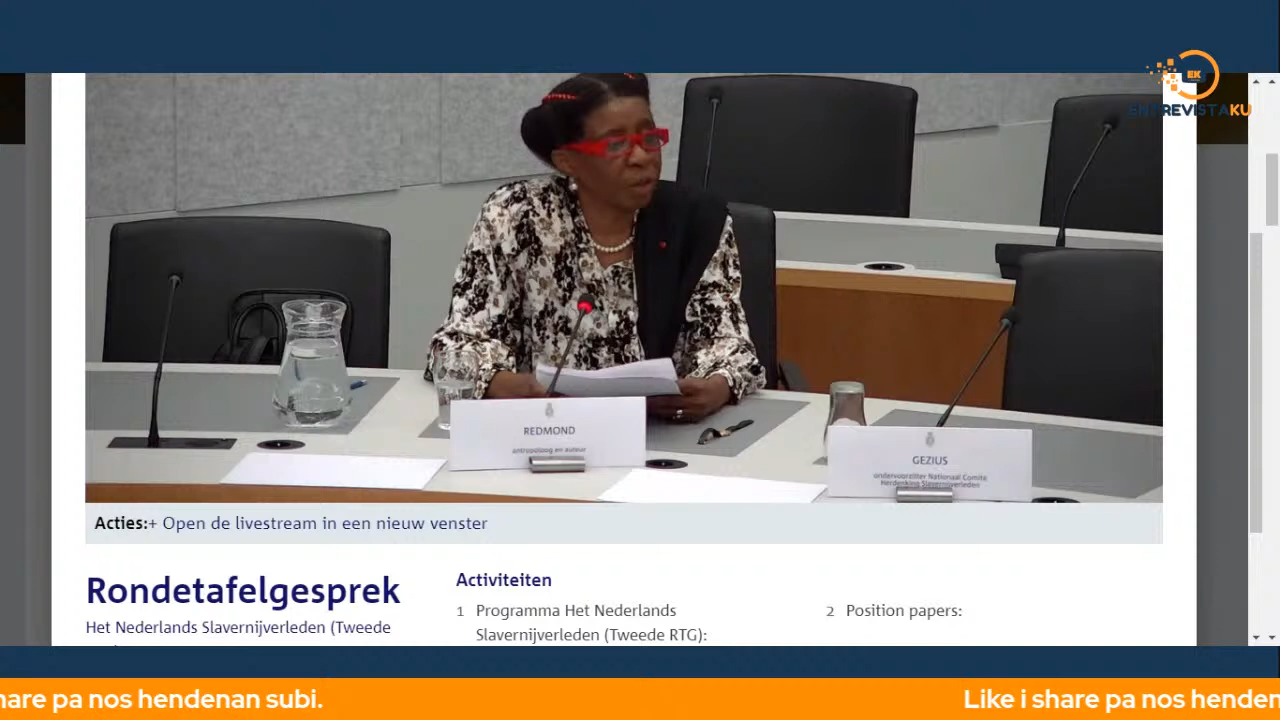 EK
ENTREVISTAKU
REDMOND
antropoloog en auteur
GEZIUS
ondervoorzitter Nationaal Comite
Herdenking Slavernijverleden
Acties:+ Open de livestream in een nieuw venster
Rondetafelgesprek
Het Nederlands Slavernijverleden (Tweede
Activiteiten
1 Programma Het Nederlands
Slavernijverleden (Tweede RTG):
2 Position papers:
hare pa nos hendenan subi.
Like i share pa nos henden